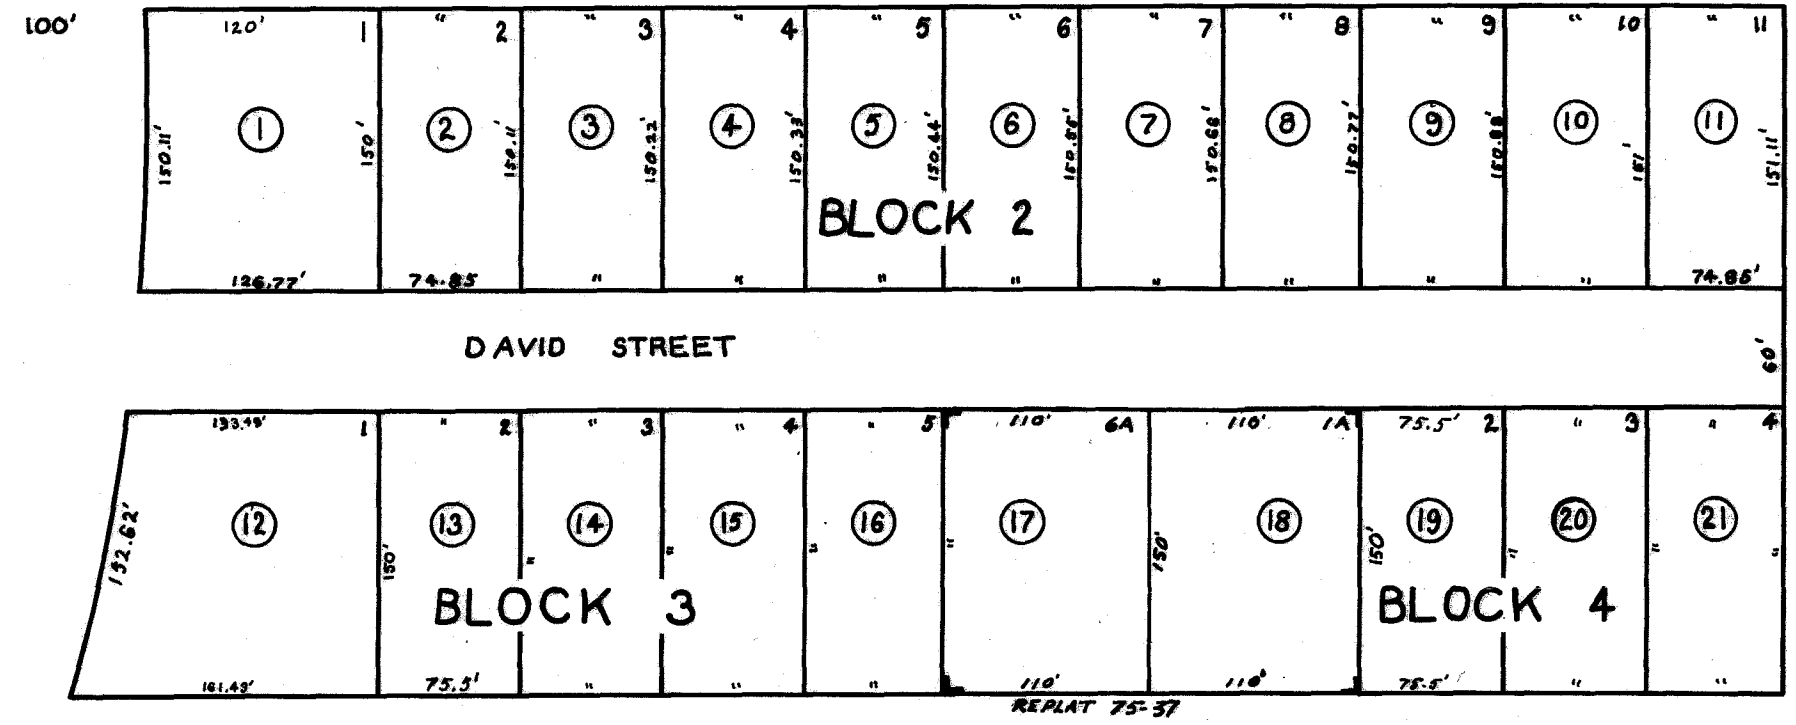 100' 120' 1 " 2 " 3 " 4 " 5 " 6 " 7 " 8 " 9 " 10 " 11
1 2 3 4 5 6 7 8 9 10 11
150.11' 150' 150.11' 150.22' 150.33' 150.44' 150.66' 150.77' 150.88' 151' 151.11'
BLOCK 2
126.77' 74.85 " " " " " " " " 74.85'
DAVID STREET
60'
133.49' 1 " 2 " 3 " 4 " 5 110' 6A 110' 1A 75.5' 2 " 3 " 4
12 13 14 15 16 17 18 19 20 21
152.62' 150' " " " " 150' 150' " " "
BLOCK 3 BLOCK 4
161.49' 75.5' " " " 110' 110' 75.5' " "
REPLAT 75-37